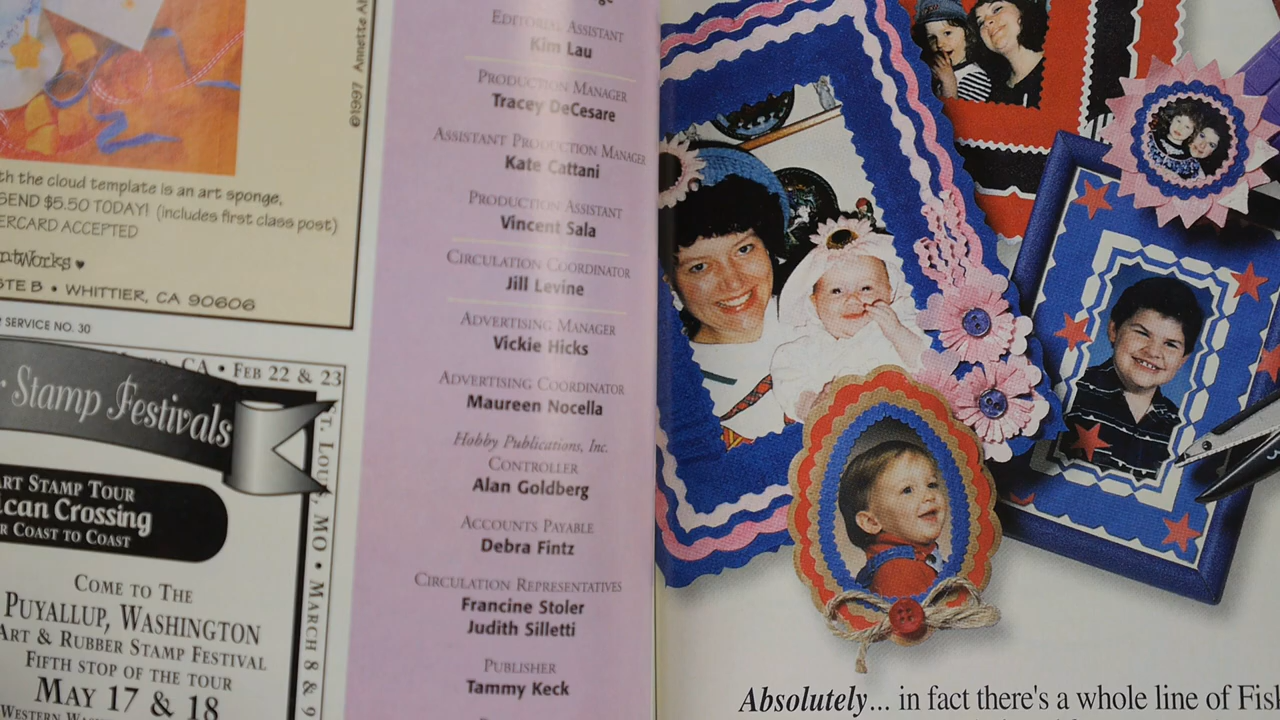 ©1997 Annette
th the cloud template is an art sponge,
SEND $5.50 TODAY! (includes first class post)
ERCARD ACCEPTED
ntWorks ♥
STE B • WHITTIER, CA 90606
SERVICE NO. 30
CA • FEB 22 & 23
ST. LOUIS, MO • MARCH 8 & 9
Stamp Festivals
ART STAMP TOUR
ican Crossing
R COAST TO COAST
COME TO THE
PUYALLUP, WASHINGTON
ART & RUBBER STAMP FESTIVAL
FIFTH STOP OF THE TOUR
MAY 17 & 18
EDITORIAL ASSISTANT
Kim Lau
PRODUCTION MANAGER
Tracey DeCesare
ASSISTANT PRODUCTION MANAGER
Kate Cattani
PRODUCTION ASSISTANT
Vincent Sala
CIRCULATION COORDINATOR
Jill Levine
ADVERTISING MANAGER
Vickie Hicks
ADVERTISING COORDINATOR
Maureen Nocella
Hobby Publications, Inc.
CONTROLLER
Alan Goldberg
ACCOUNTS PAYABLE
Debra Fintz
CIRCULATION REPRESENTATIVES
Francine Stoler
Judith Silletti
PUBLISHER
Tammy Keck
Absolutely... in fact there's a whole line of Fisk